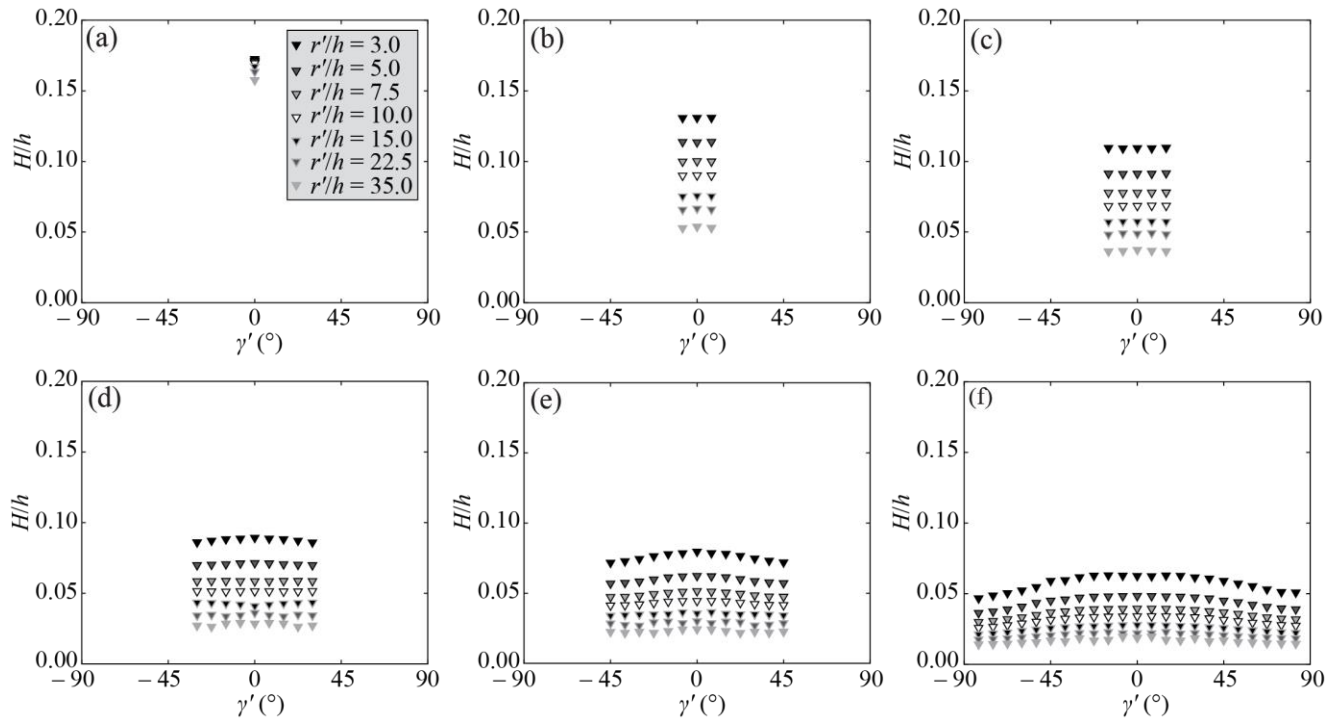 (a)
0.20
0.15
0.10
0.05
0.00
H/h
r′/h = 3.0
r′/h = 5.0
r′/h = 7.5
r′/h = 10.0
r′/h = 15.0
r′/h = 22.5
r′/h = 35.0
− 90
− 45
0
45
90
γ′ (°)
(b)
0.20
0.15
0.10
0.05
0.00
H/h
− 90
− 45
0
45
90
γ′ (°)
(c)
0.20
0.15
0.10
0.05
0.00
H/h
− 90
− 45
0
45
90
γ′ (°)
(d)
0.20
0.15
0.10
0.05
0.00
H/h
− 90
− 45
0
45
90
γ′ (°)
(e)
0.20
0.15
0.10
0.05
0.00
H/h
− 90
− 45
0
45
90
γ′ (°)
(f)
0.20
0.15
0.10
0.05
0.00
H/h
− 90
− 45
0
45
90
γ′ (°)